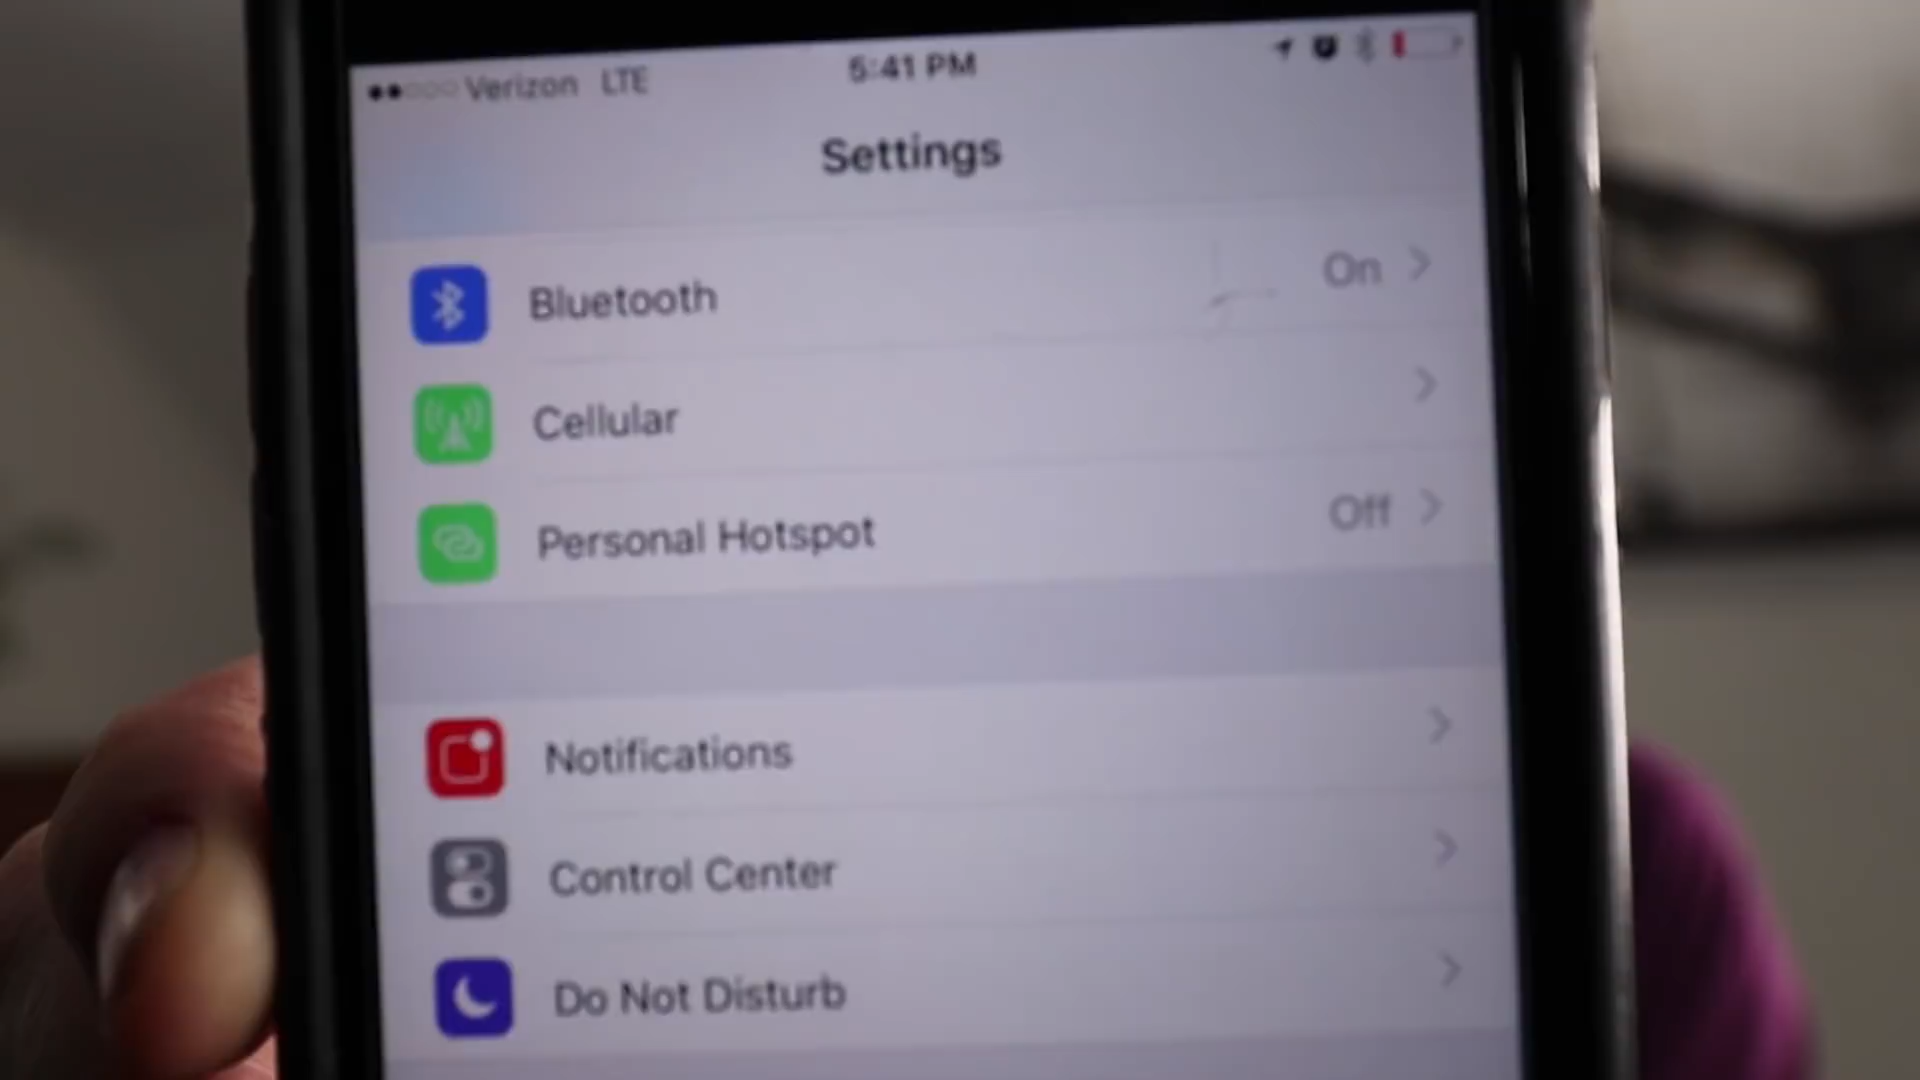 Verizon LTE 5:41 PM
Settings
Bluetooth On
Cellular
Personal Hotspot Off
Notifications
Control Center
Do Not Disturb